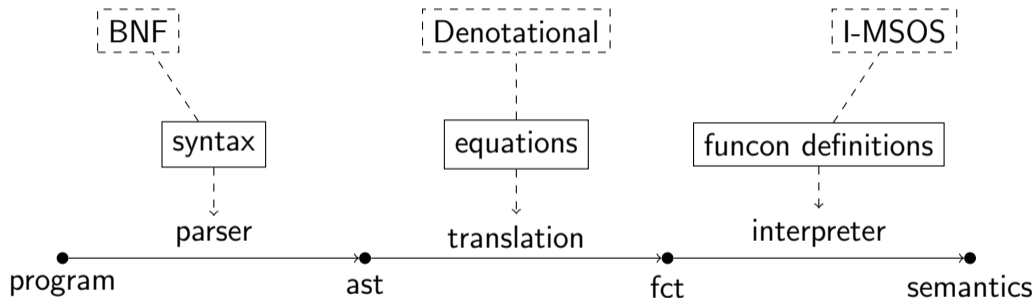 BNF
Denotational
I-MSOS
syntax
equations
funcon definitions
parser
translation
interpreter
program
ast
fct
semantics